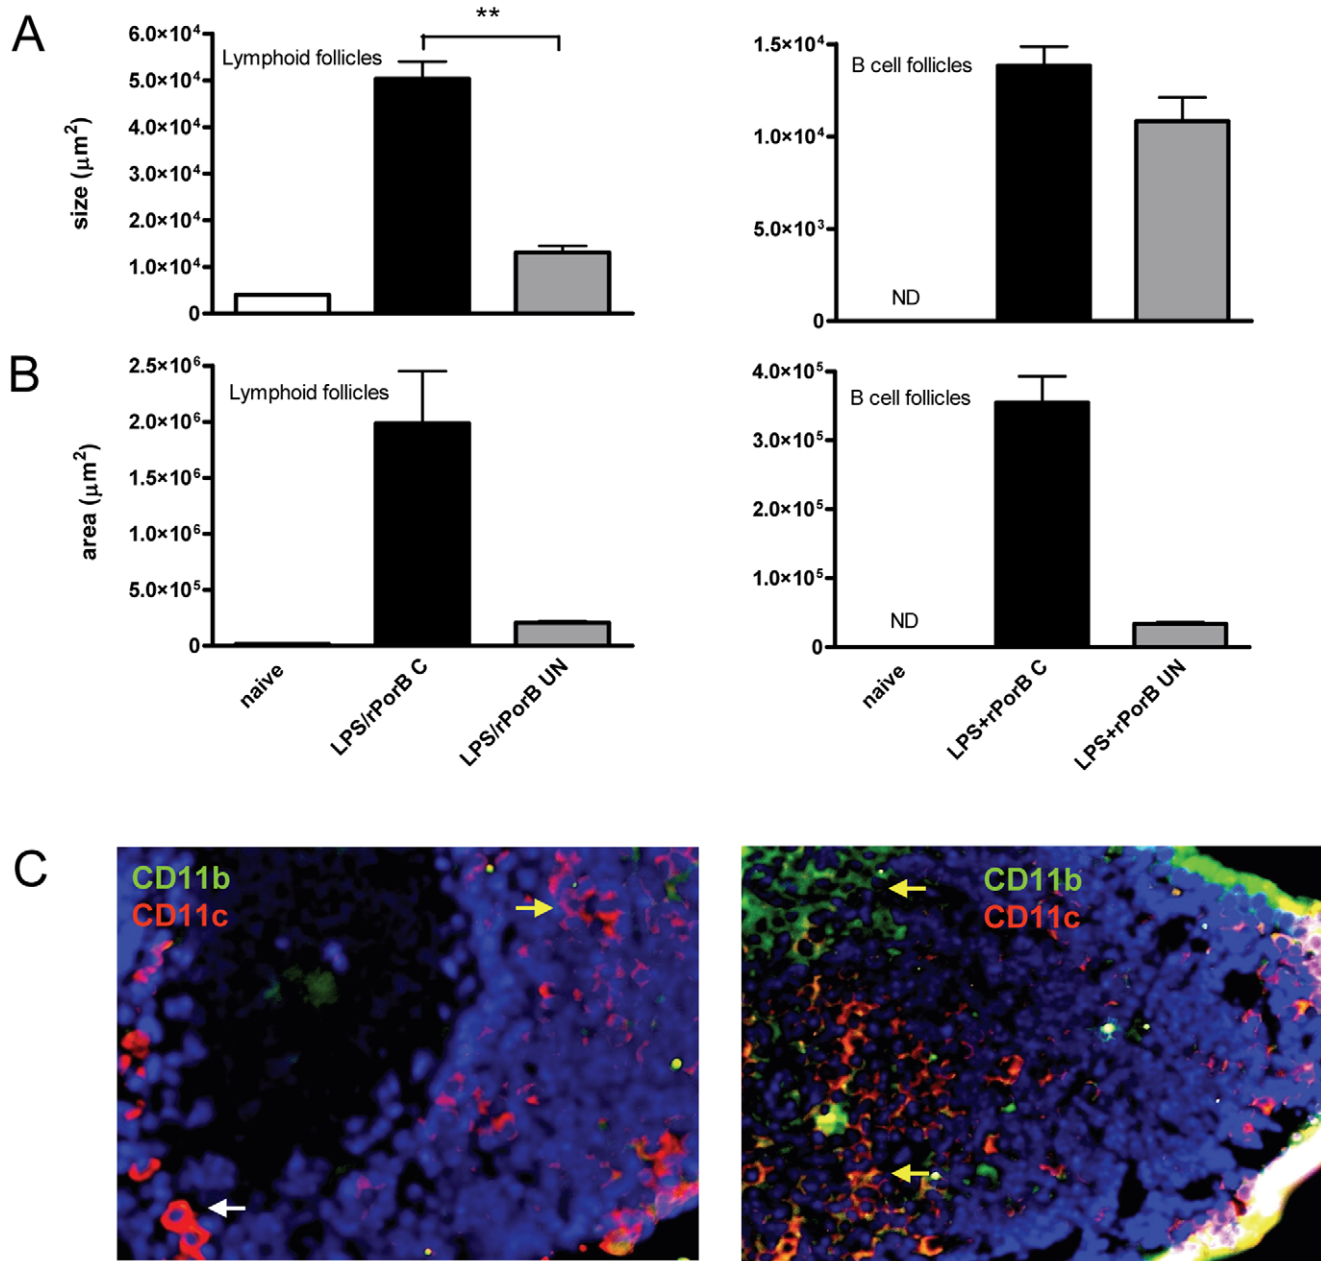 A
size (μm²)
6.0×10⁴
5.0×10⁴
4.0×10⁴
3.0×10⁴
2.0×10⁴
1.0×10⁴
0
Lymphoid follicles
**
1.5×10⁴
1.0×10⁴
5.0×10³
0
B cell follicles
ND
B
area (μm²)
2.5×10⁶
2.0×10⁶
1.5×10⁶
1.0×10⁶
5.0×10⁵
0
Lymphoid follicles
naive
LPS/rPorB C
LPS/rPorB UN
4.0×10⁵
3.0×10⁵
2.0×10⁵
1.0×10⁵
0
B cell follicles
ND
naive
LPS+rPorB C
LPS+rPorB UN
C
CD11b
CD11c
CD11b
CD11c